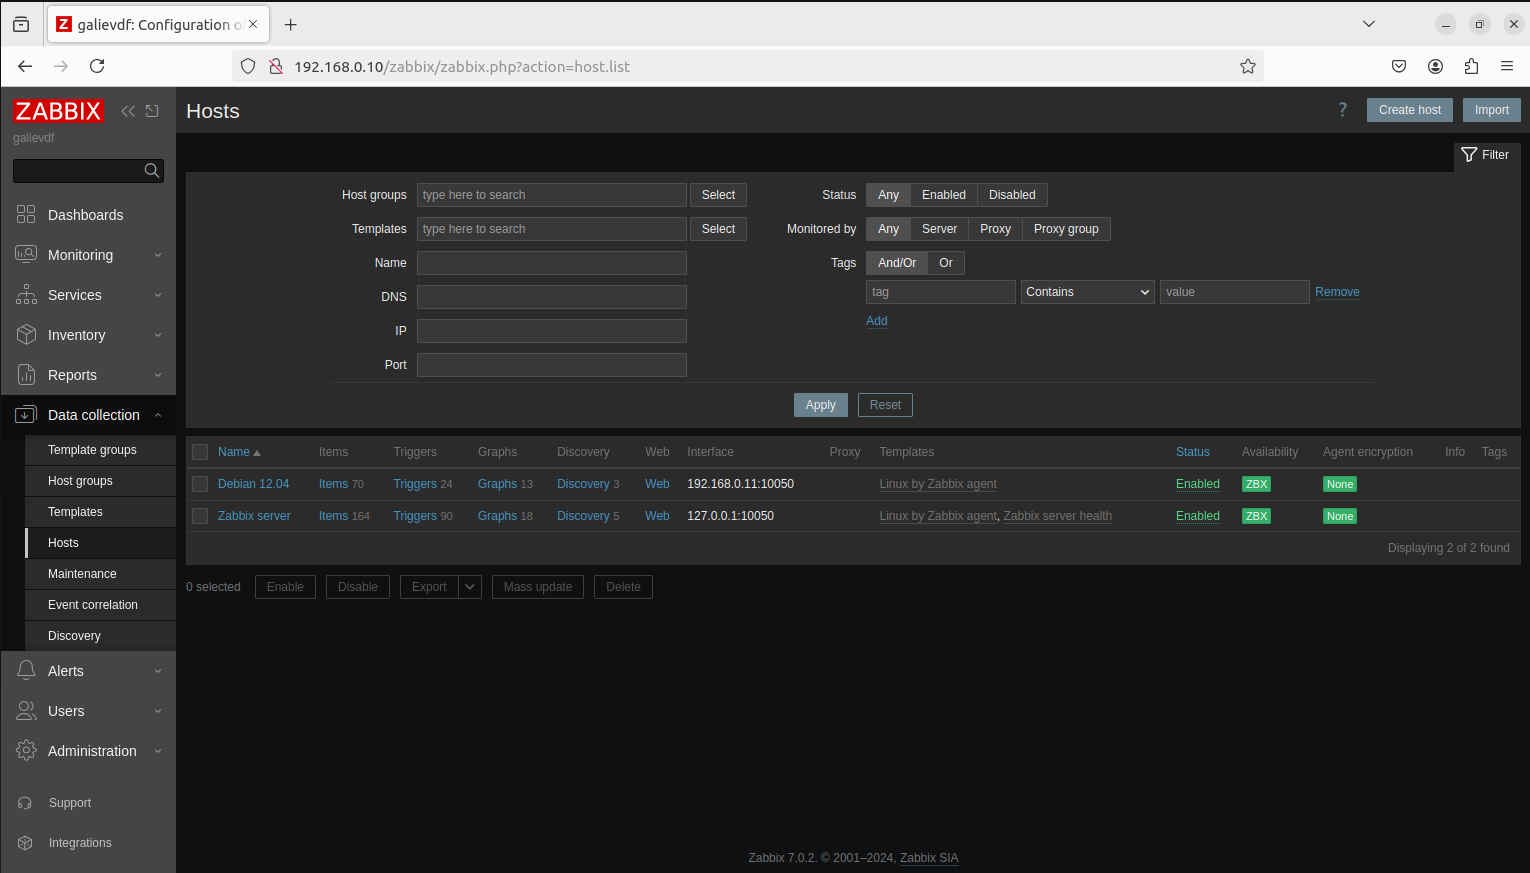 Z galievdf: Configuration o
192.168.0.10/zabbix/zabbix.php?action=host.list
ZABBIX
galievdf
Dashboards
Monitoring
Services
Inventory
Reports
Data collection
Template groups
Host groups
Templates
Hosts
Maintenance
Event correlation
Discovery
Alerts
Users
Administration
Support
Integrations
Hosts
? Create host Import
Filter
Host groups type here to search Select
Templates type here to search Select
Name
DNS
IP
Port
Status Any Enabled Disabled
Monitored by Any Server Proxy Proxy group
Tags And/Or Or
tag Contains value Remove
Add
Apply Reset
Name Items Triggers Graphs Discovery Web Interface Proxy Templates Status Availability Agent encryption Info Tags
Debian 12.04 Items 70 Triggers 24 Graphs 13 Discovery 3 Web 192.168.0.11:10050 Linux by Zabbix agent Enabled ZBX None
Zabbix server Items 164 Triggers 90 Graphs 18 Discovery 5 Web 127.0.0.1:10050 Linux by Zabbix agent, Zabbix server health Enabled ZBX None
Displaying 2 of 2 found
0 selected Enable Disable Export Mass update Delete
Zabbix 7.0.2. © 2001–2024, Zabbix SIA